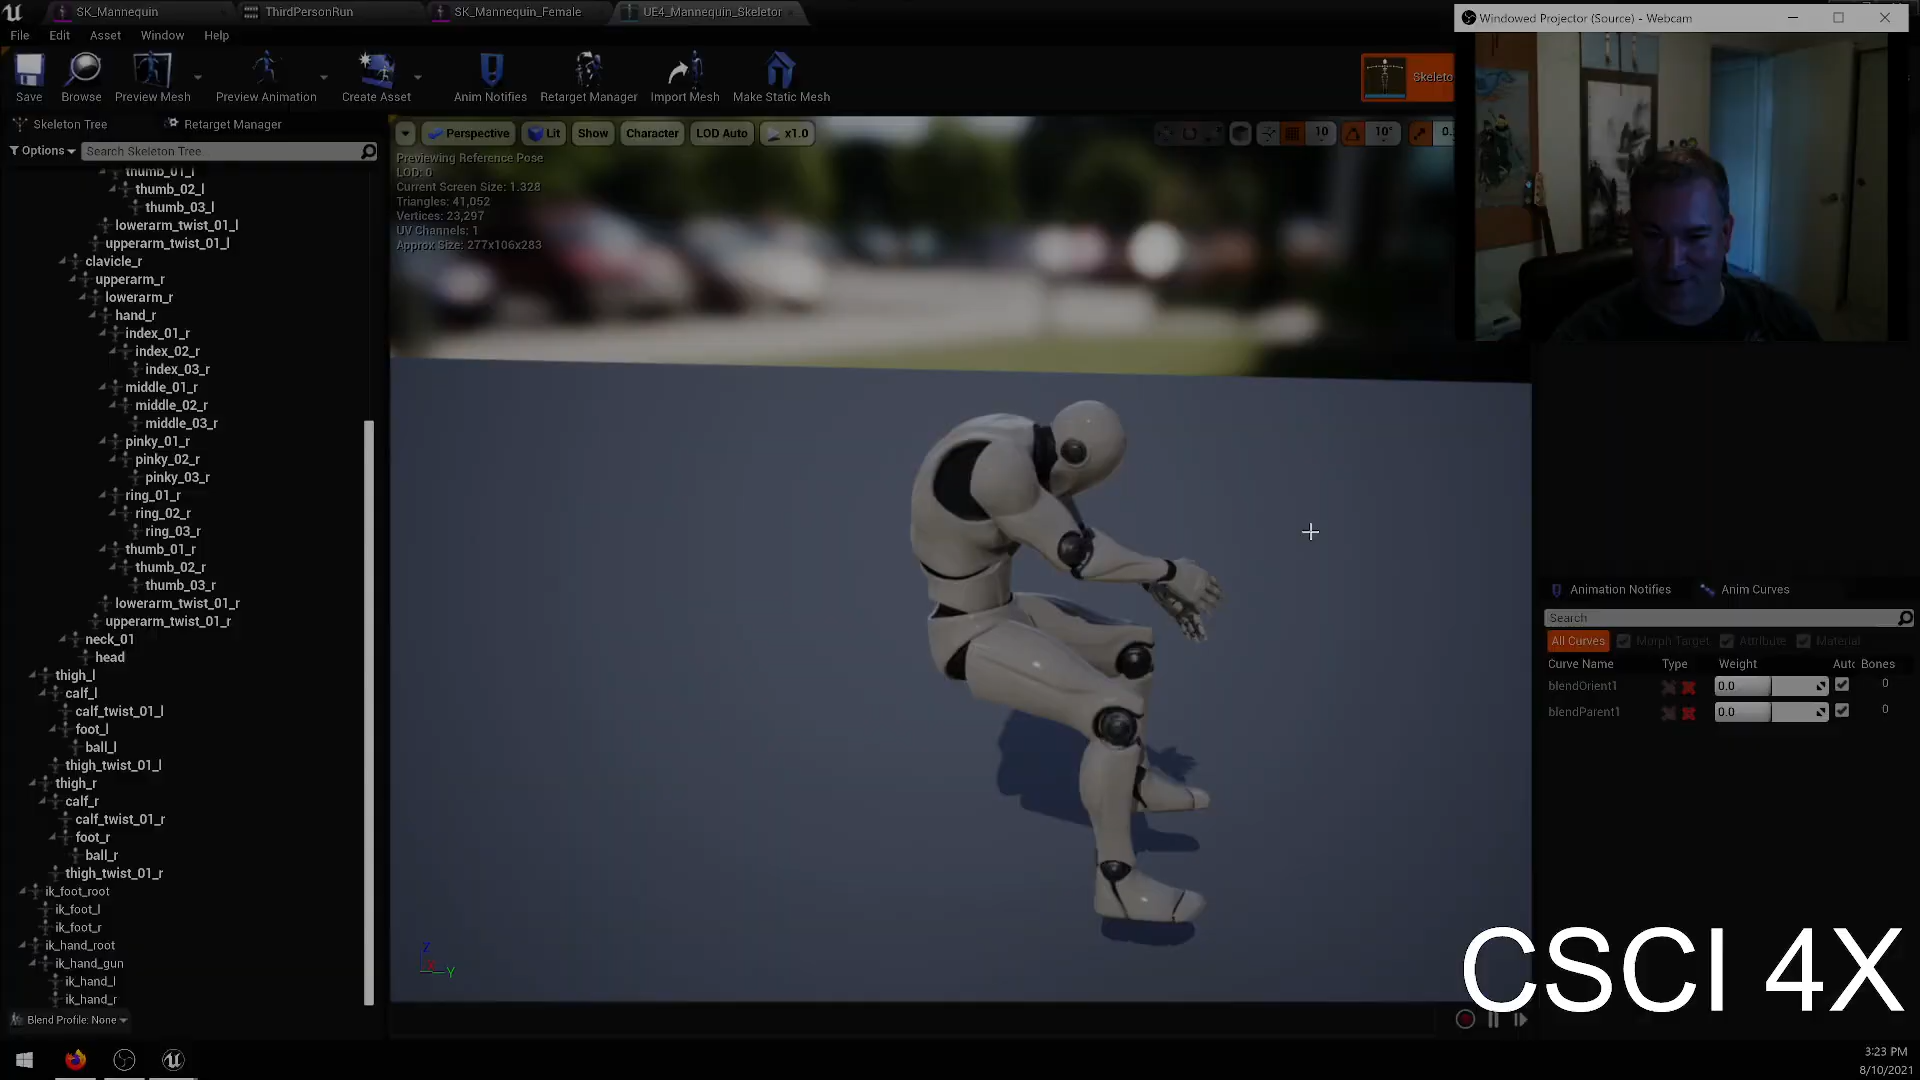 SK_Mannequin
ThirdPersonRun
SK_Mannequin_Female
UE4_Mannequin_Skeletor
Windowed Projector (Source) - Webcam
File Edit Asset Window Help
Save
Browse
Preview Mesh
Preview Animation
Create Asset
Anim Notifies
Retarget Manager
Import Mesh
Make Static Mesh
Skeleto
Skeleton Tree
Retarget Manager
Options
Search Skeleton Tree
Perspective
Lit
Show
Character
LOD Auto
x1.0
10
10°
0.
Previewing Reference Pose
LOD: 0
Current Screen Size: 1.328
Triangles: 41,052
Vertices: 23,297
UV Channels: 1
Approx Size: 277x106x283
thumb_01_l
thumb_02_l
thumb_03_l
lowerarm_twist_01_l
upperarm_twist_01_l
clavicle_r
upperarm_r
lowerarm_r
hand_r
index_01_r
index_02_r
index_03_r
middle_01_r
middle_02_r
middle_03_r
pinky_01_r
pinky_02_r
pinky_03_r
ring_01_r
ring_02_r
ring_03_r
thumb_01_r
thumb_02_r
thumb_03_r
lowerarm_twist_01_r
upperarm_twist_01_r
neck_01
head
thigh_l
calf_l
calf_twist_01_l
foot_l
ball_l
thigh_twist_01_l
thigh_r
calf_r
calf_twist_01_r
foot_r
ball_r
thigh_twist_01_r
ik_foot_root
ik_foot_l
ik_foot_r
ik_hand_root
ik_hand_gun
ik_hand_l
ik_hand_r
Blend Profile: None
Z
X
Y
Animation Notifies
Anim Curves
Search
All Curves
Morph Target
Attribute
Material
Curve Name Type Weight Autc Bones
blendOrient1 0.0 0
blendParent1 0.0 0
CSCI 4X
3:23 PM
8/10/2021